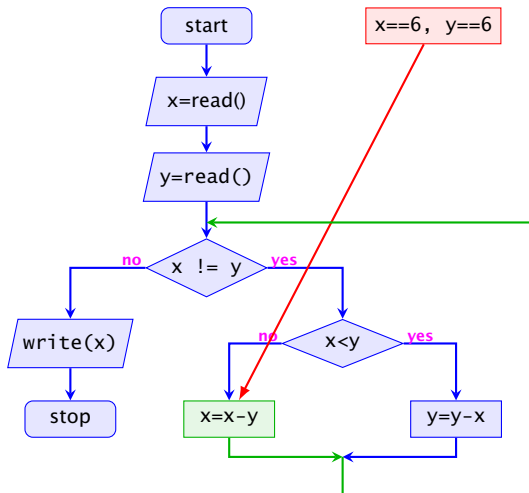 start
x==6, y==6
x=read()
y=read()
no
x != y
yes
write(x)
no
x<y
yes
stop
x=x-y
y=y-x